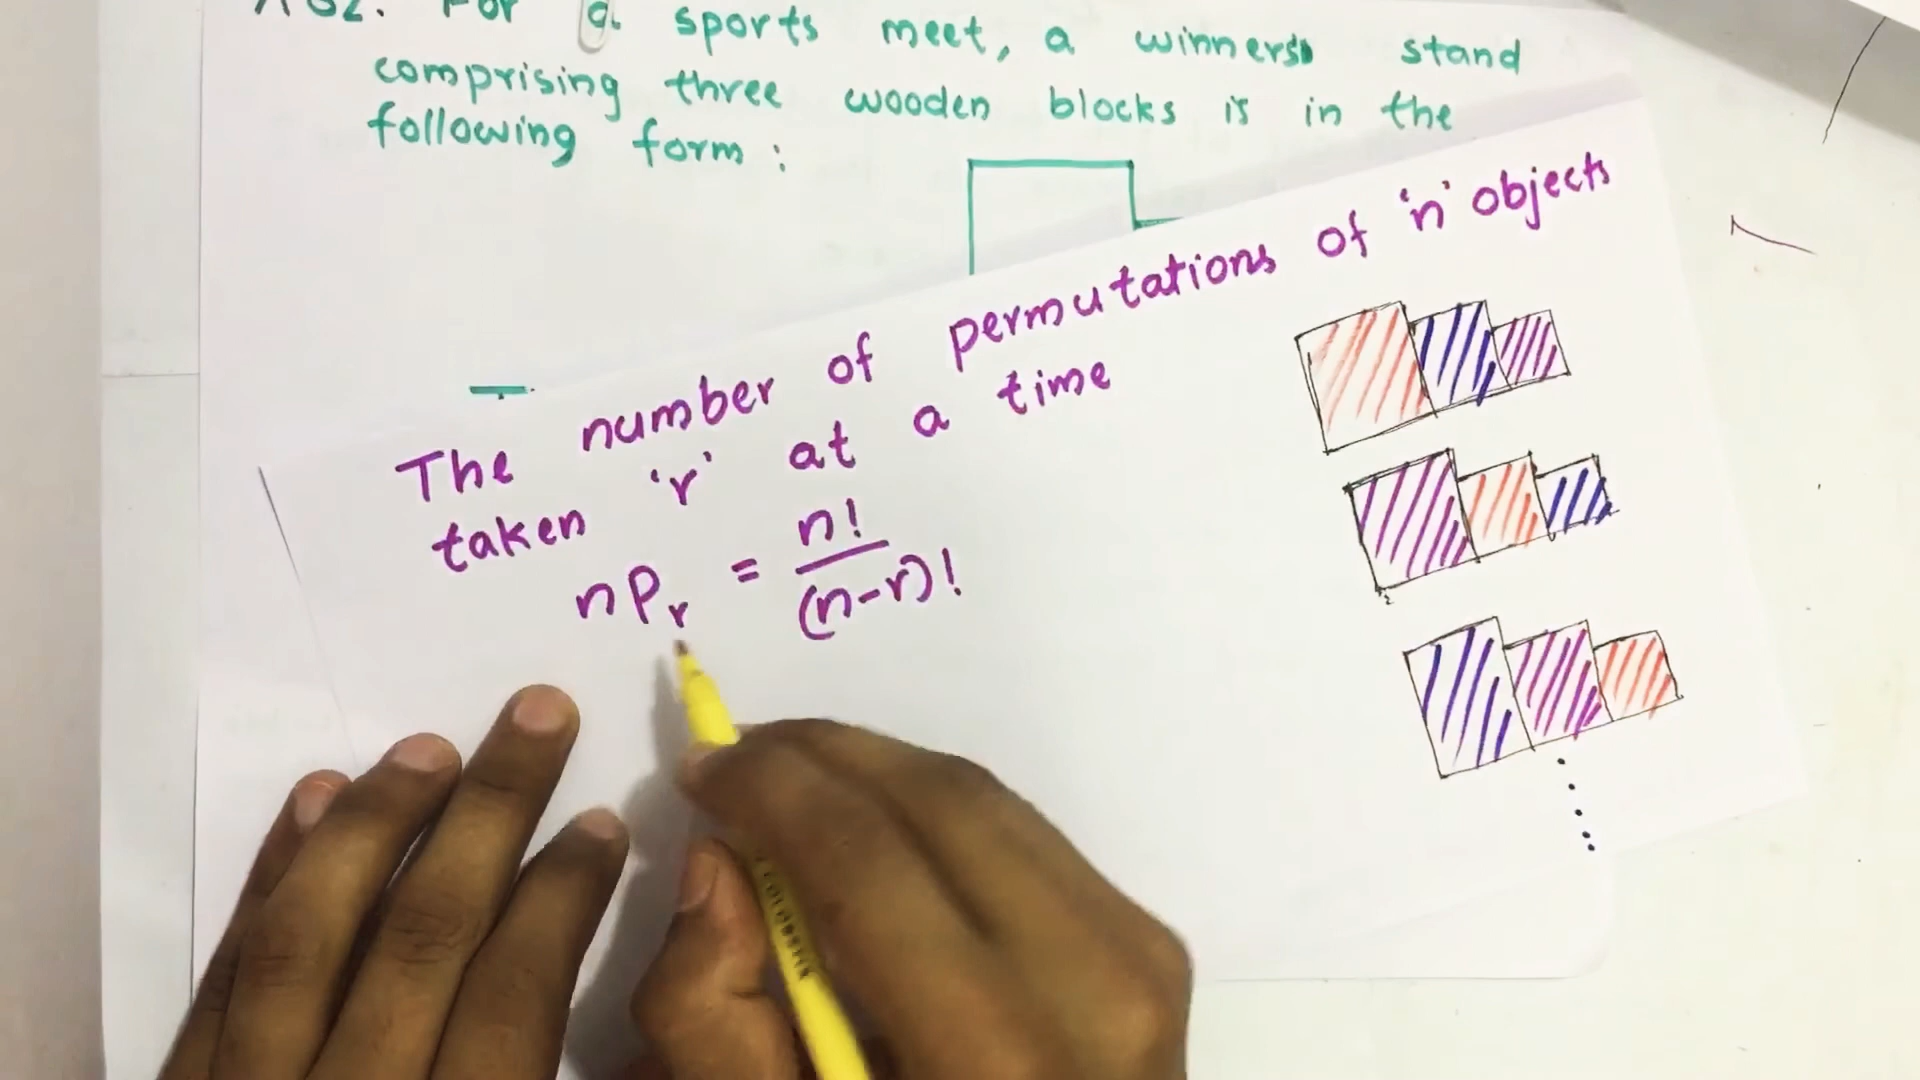 For a sports meet, a winners stand
comprising three wooden blocks is in the
following form :
The number of permutations of 'n' objects
taken 'r' at a time
nPr = n! / (n-r)!